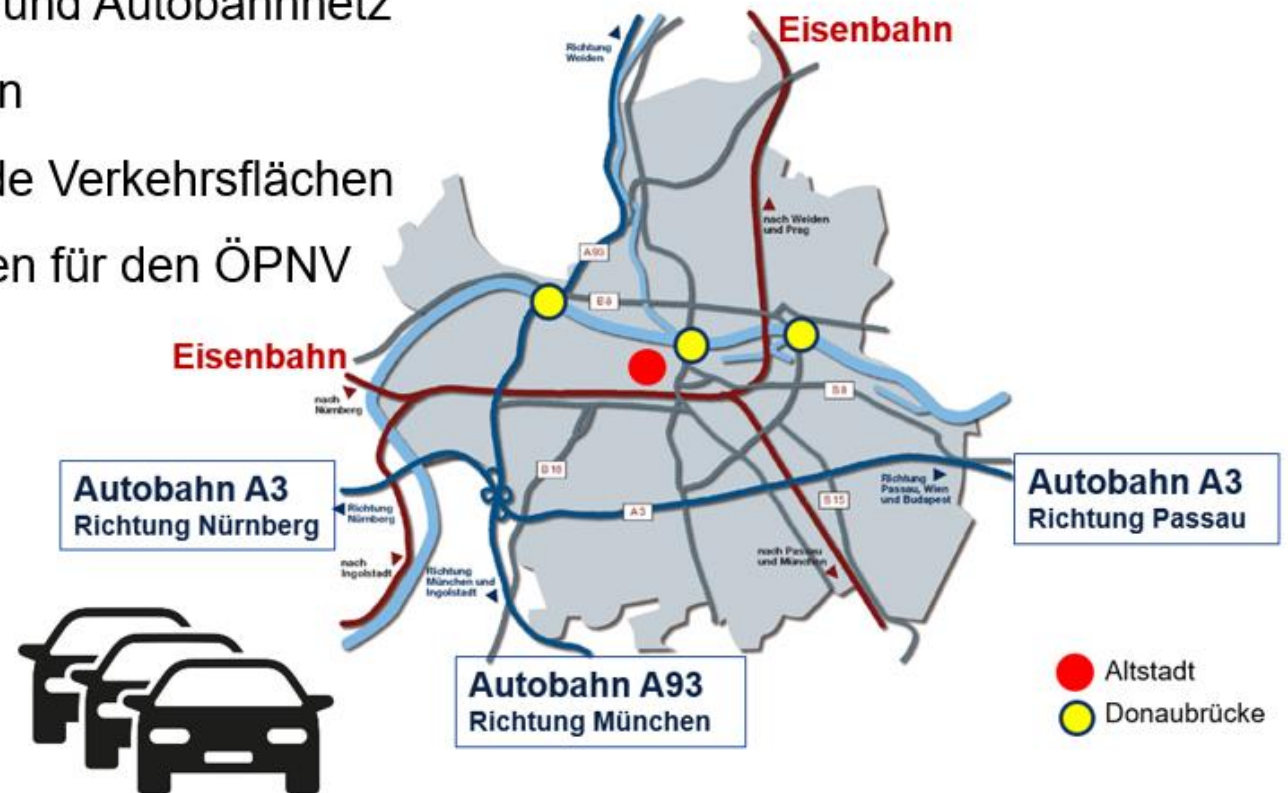 und Autobahnnetz
n
de Verkehrsflächen
en für den ÖPNV
Eisenbahn
Richtung
Weiden
nach Weiden
und Prag
A93
B8
Eisenbahn
nach
Nürnberg
B8
Autobahn A3
Richtung Nürnberg
Richtung
Nürnberg
B16
A3
B15
Richtung
Passau, Wien
und Budapest
Autobahn A3
Richtung Passau
nach
Ingolstadt
Richtung
München und
Ingolstadt
nach Passau
und München
Autobahn A93
Richtung München
Altstadt
Donaubrücke